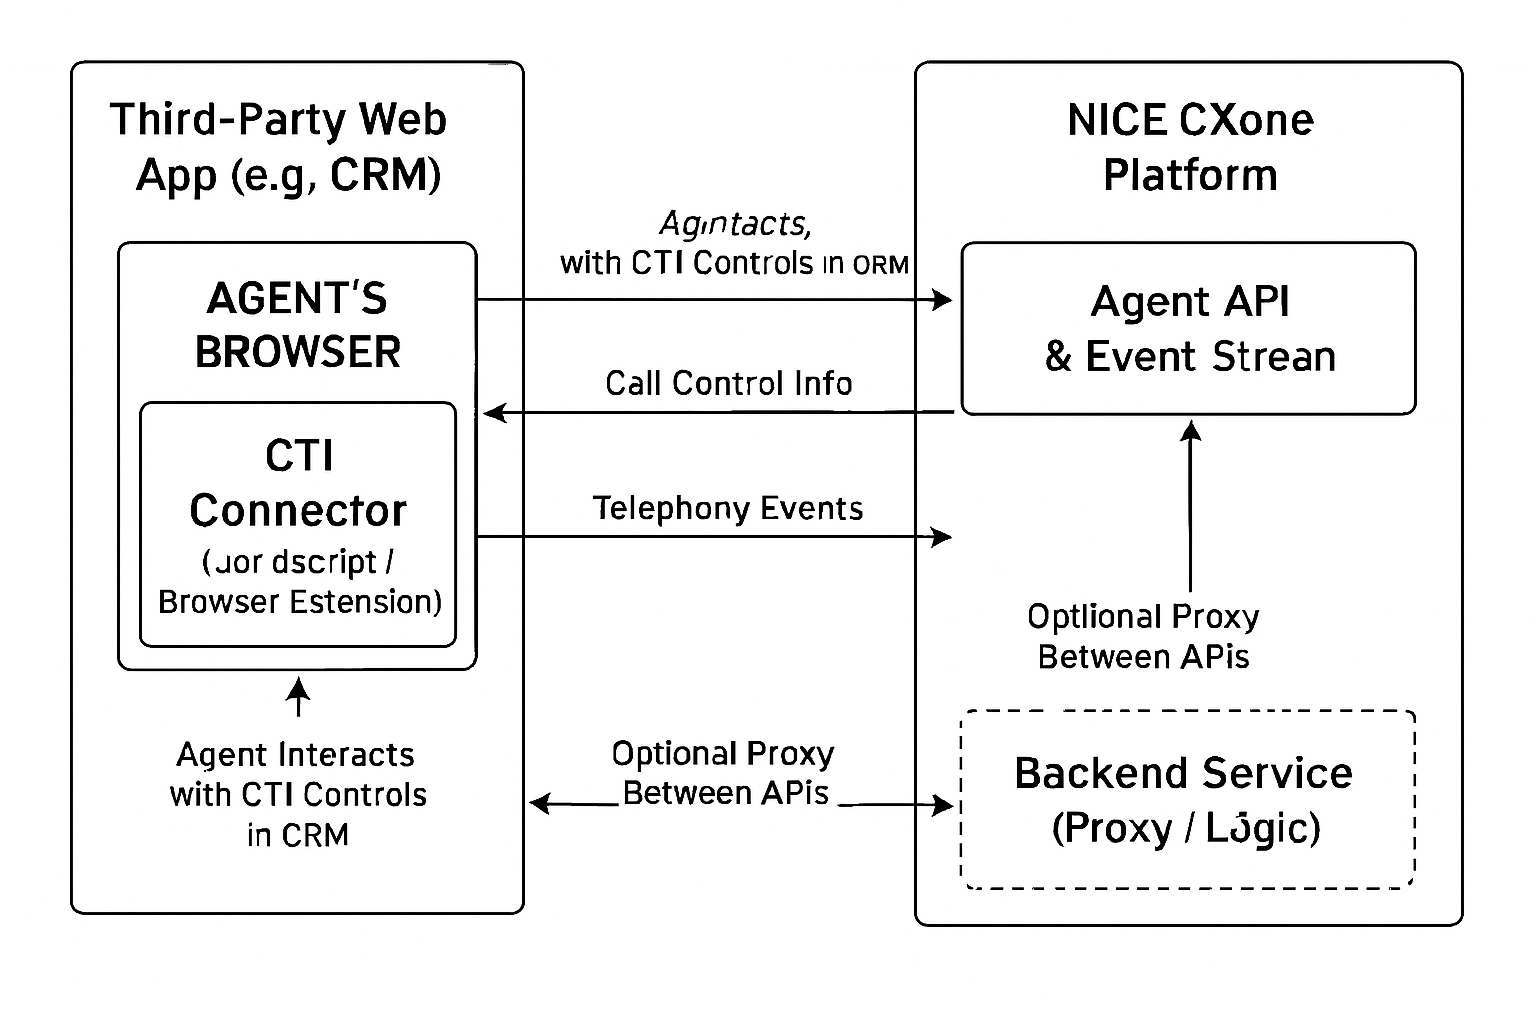 Third-Party Web
App (e.g, CRM)
AGENT'S
BROWSER
CTI
Connector
dscript /
Browser Estension)
Agent Interacts
with CTI Controls
in CRM
Agintacts,
with CTI Controls in ORM
Call Control Info
Telephony Events
Optional Proxy
Between APis
NICE CXone
Platform
Agent API
& Event Strean
Optlional Proxy
Between APis
Backend Service
(Proxy / Logic)